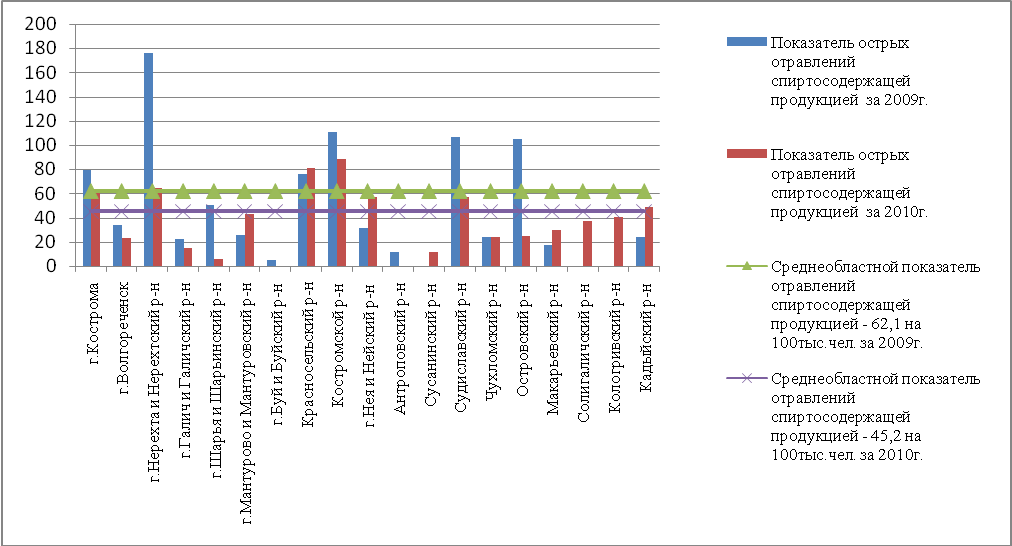 200
180
160
140
120
100
80
60
40
20
0
г.Кострома
г.Волгореченск
г.Нерехта и Нерехтский р-н
г.Галич и Галичский р-н
г.Шарья и Шарьинский р-н
г.Мантурово и Мантуровский р-н
г.Буй и Буйский р-н
Красносельский р-н
Костромской р-н
г.Нея и Нейский р-н
Антроповский р-н
Сусанинский р-н
Судиславский р-н
Чухломский р-н
Островский р-н
Макарьевский р-н
Солигаличский р-н
Кологривский р-н
Кадыйский р-н
Показатель острых
отравлений
спиртосодержащей
продукцией за 2009г.
Показатель острых
отравлений
спиртосодержащей
продукцией за 2010г.
Среднеобластной показатель
отравлений
спиртосодержащей
продукцией - 62,1 на
100тыс.чел. за 2009г.
Среднеобластной показатель
отравлений
спиртосодержащей
продукцией - 45,2 на
100тыс.чел. за 2010г.